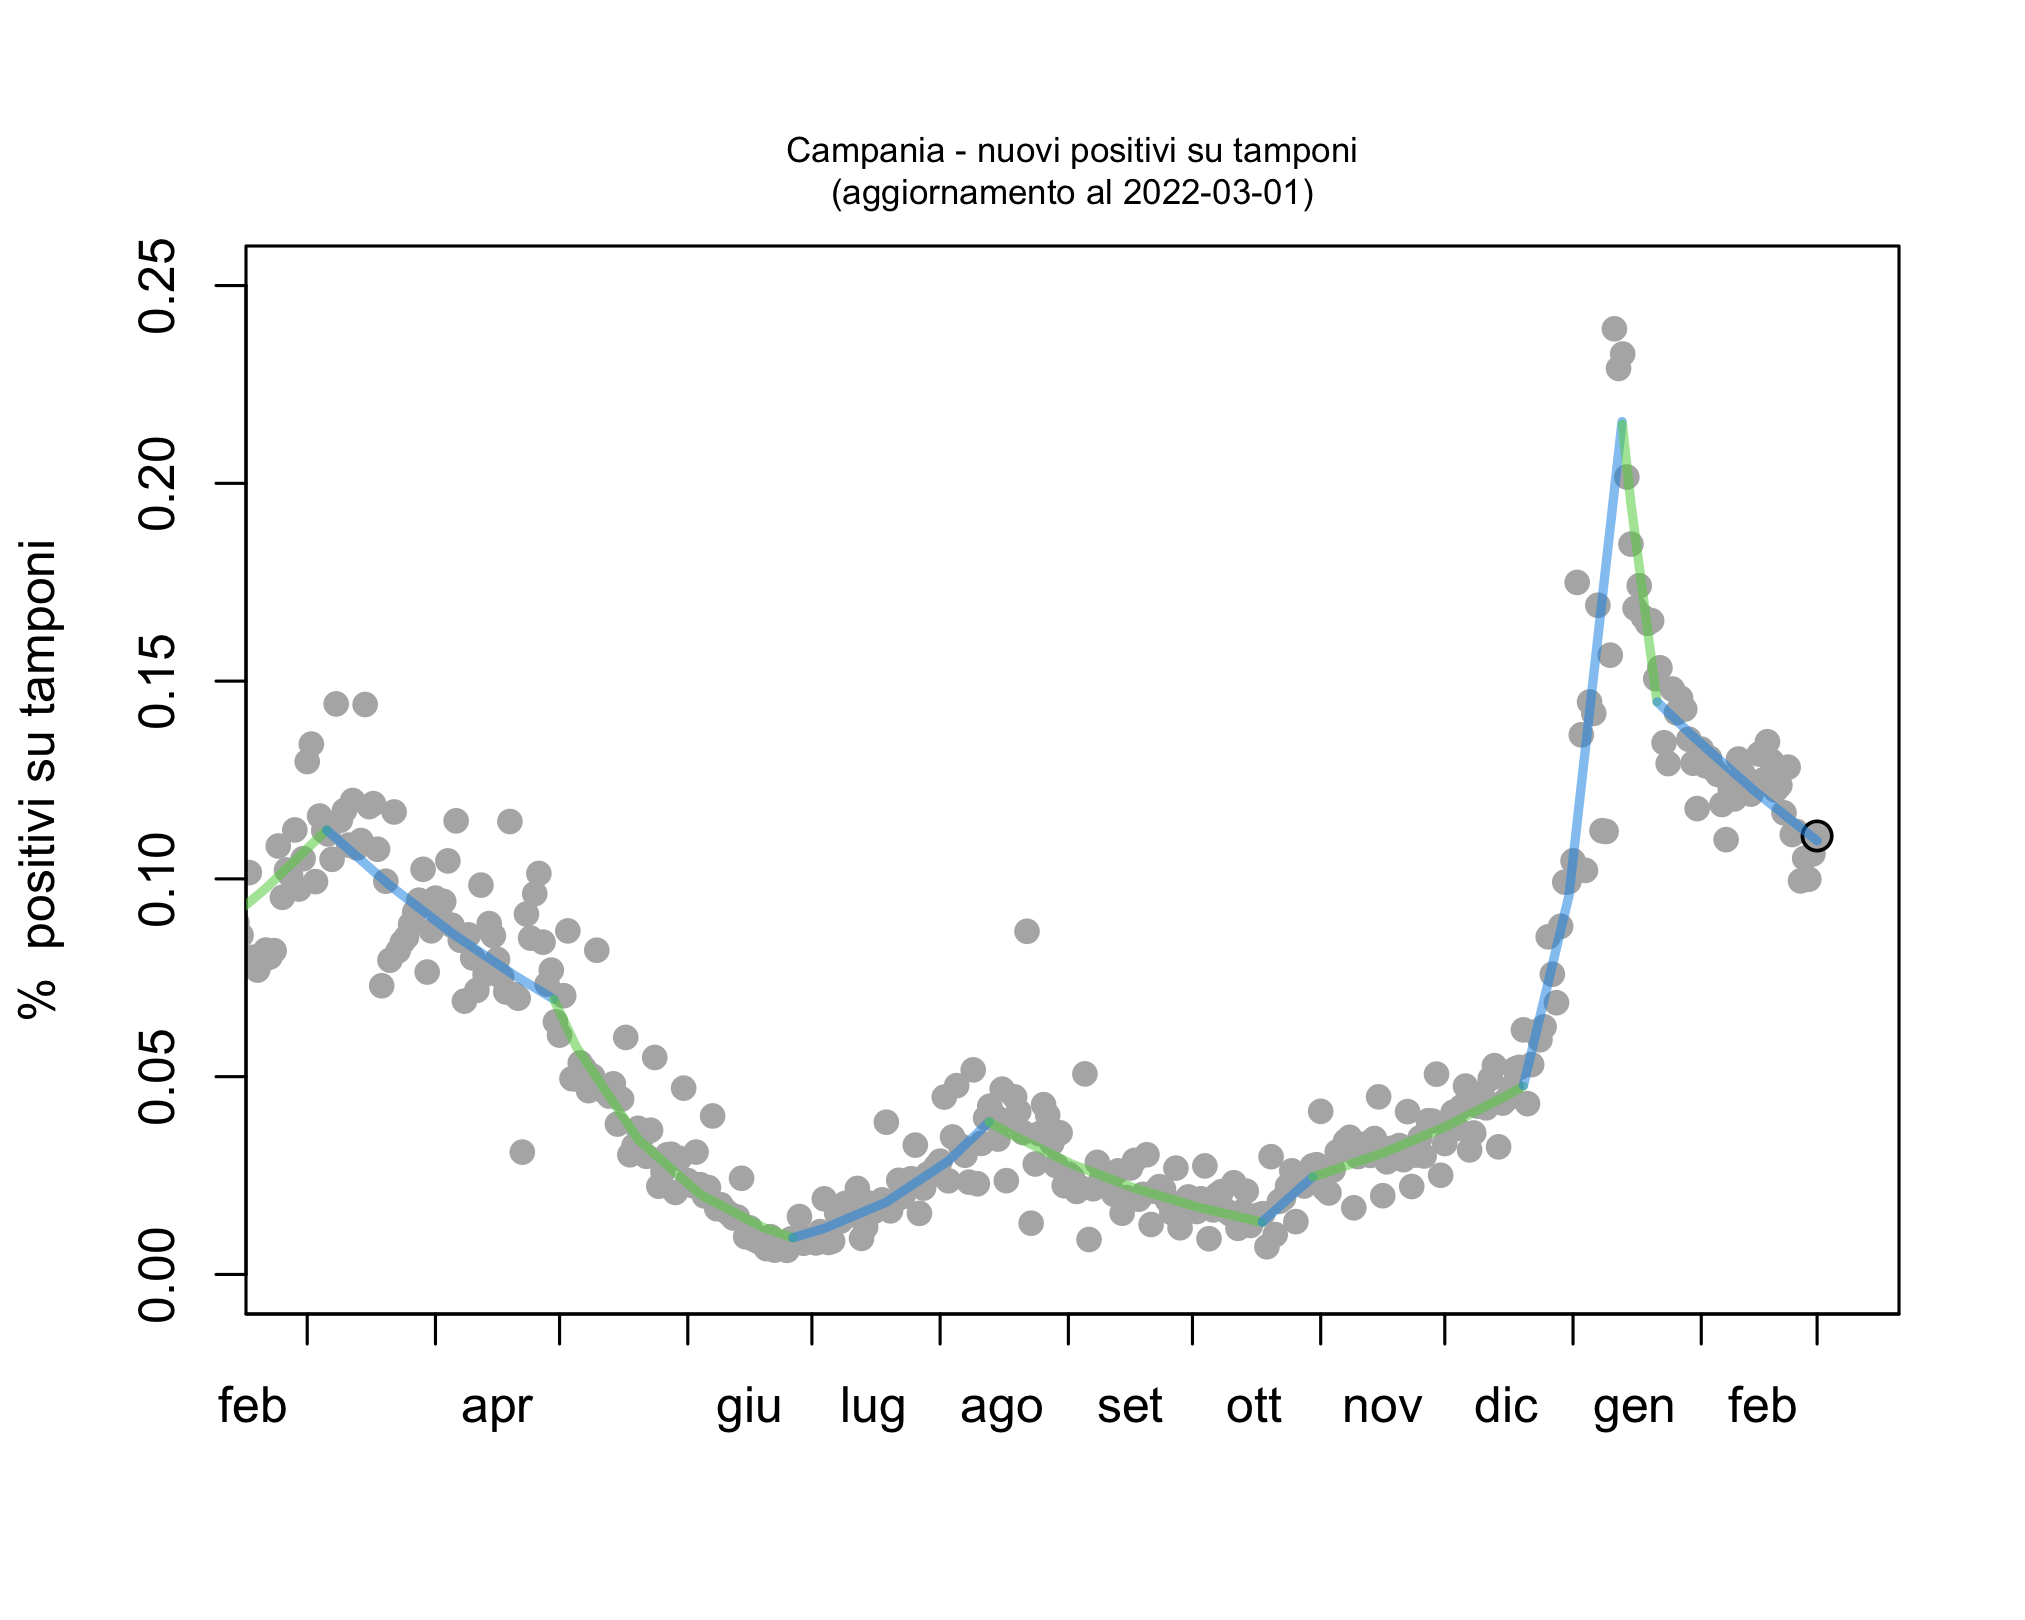 Campania - nuovi positivi su tamponi
(aggiornamento al 2022-03-01)
% positivi su tamponi
0.25
0.20
0.15
0.10
0.05
0.00
feb apr giu lug ago set ott nov dic gen feb